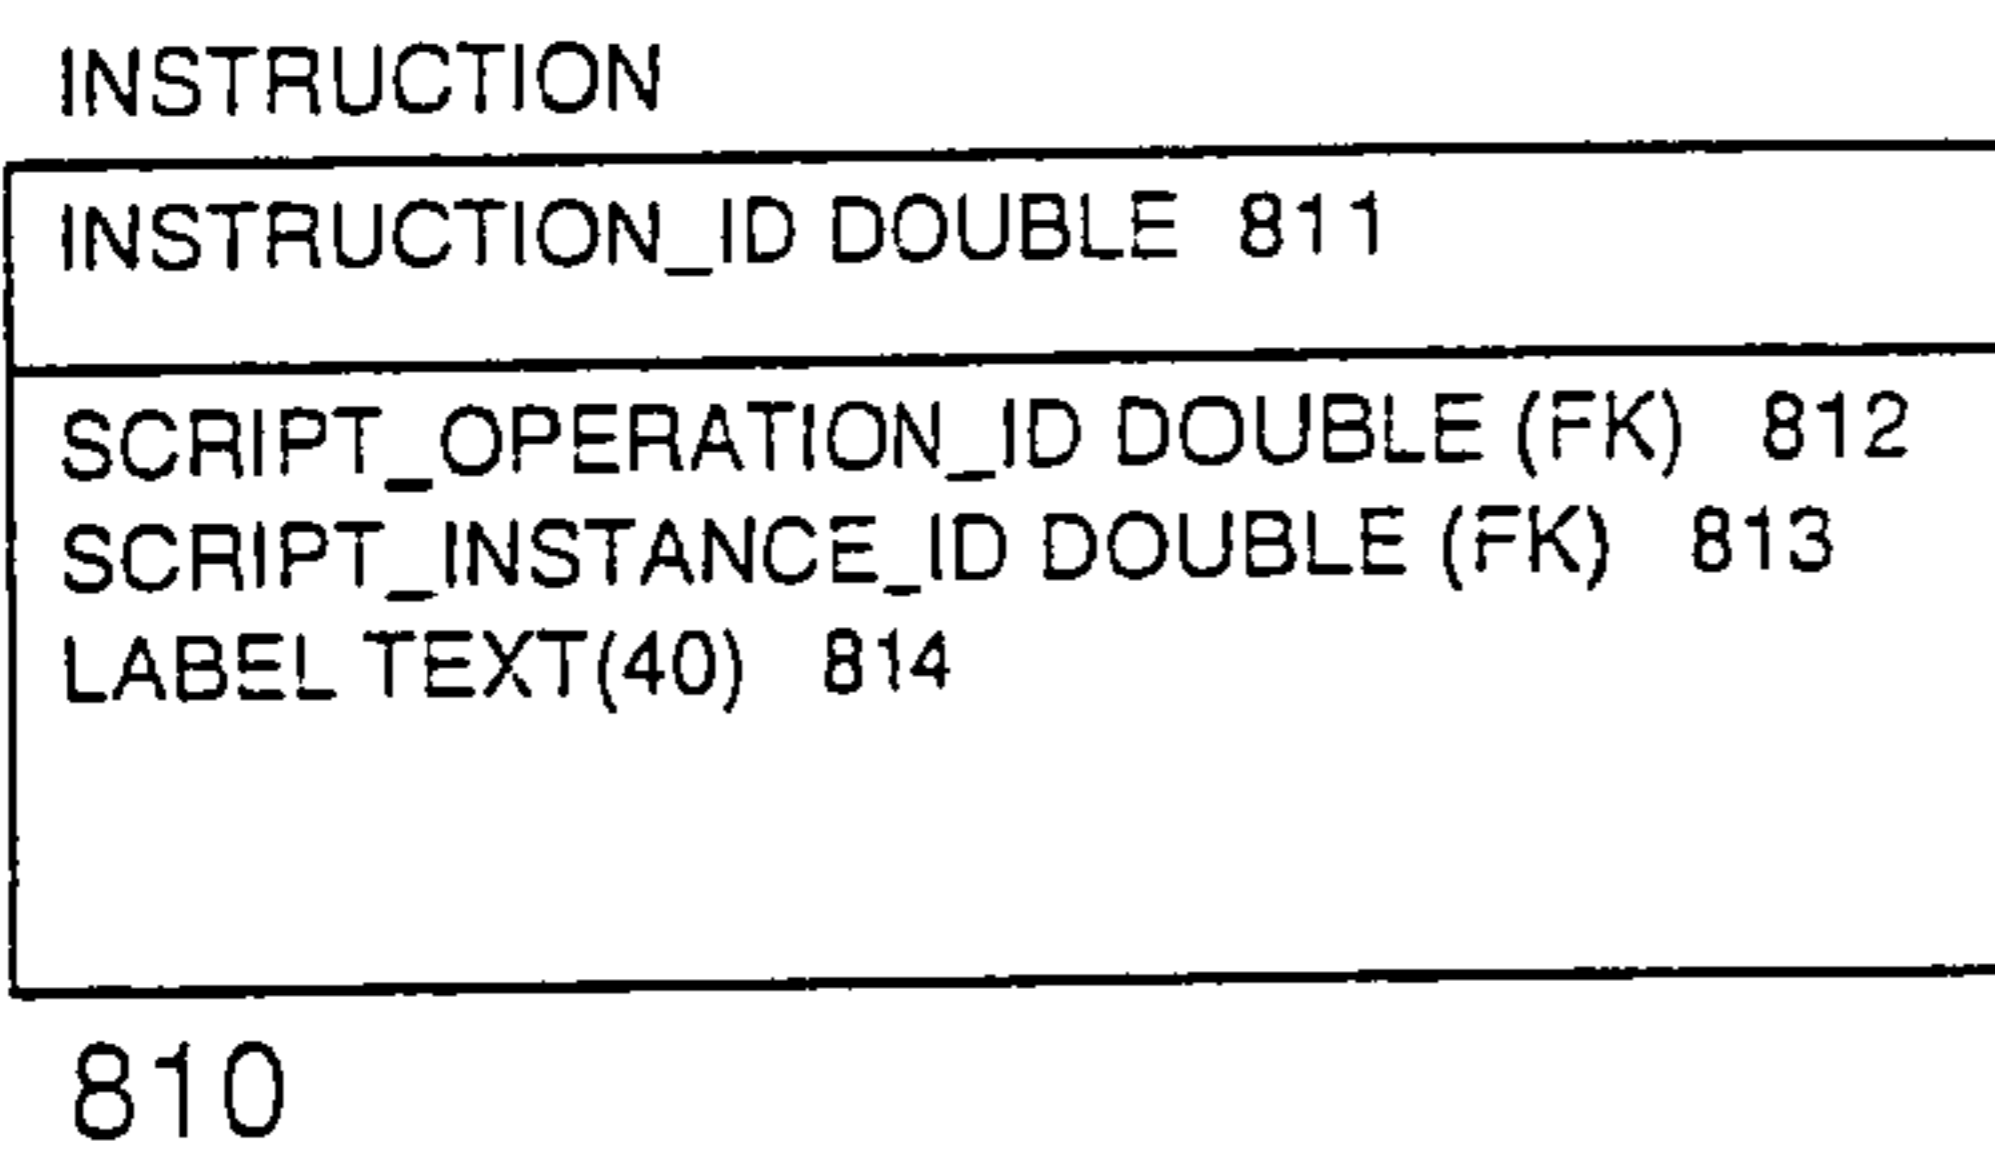 INSTRUCTION
INSTRUCTION_ID DOUBLE 811
SCRIPT_OPERATION_ID DOUBLE (FK) 812
SCRIPT_INSTANCE_ID DOUBLE (FK) 813
LABEL TEXT(40) 814
810